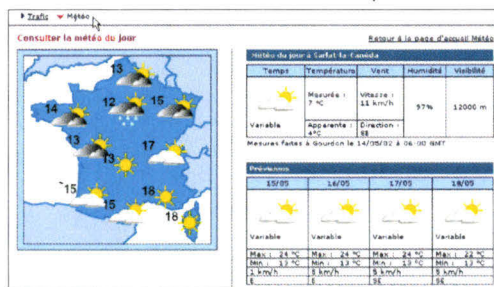 Trafic Météo
Consulter la météo du jour
Retour à la page d'accueil Météo
13
14
12
15
13
13
17
15
15
18
18
Météo du jour à Sarlat-la-Canéda
Temps Température Vent Humidité Visibilité
Mesurée : Vitesse :
7 °C 11 km/h 97% 12000 m
Variable Apparente : Direction :
4°C SE
Mesures faites à Gourdon le 14/05/02 à 06:00 GMT
Prévisions
15/05 16/05 17/05 18/05
Variable Variable Variable Variable
Max : 24 °C Max : 24 °C Max : 24 °C Max : 22 °C
Min : 13 °C Min : 13 °C Min : 13 °C Min : 13 °C
1 km/h 5 km/h 5 km/h 5 km/h
E E SE SE